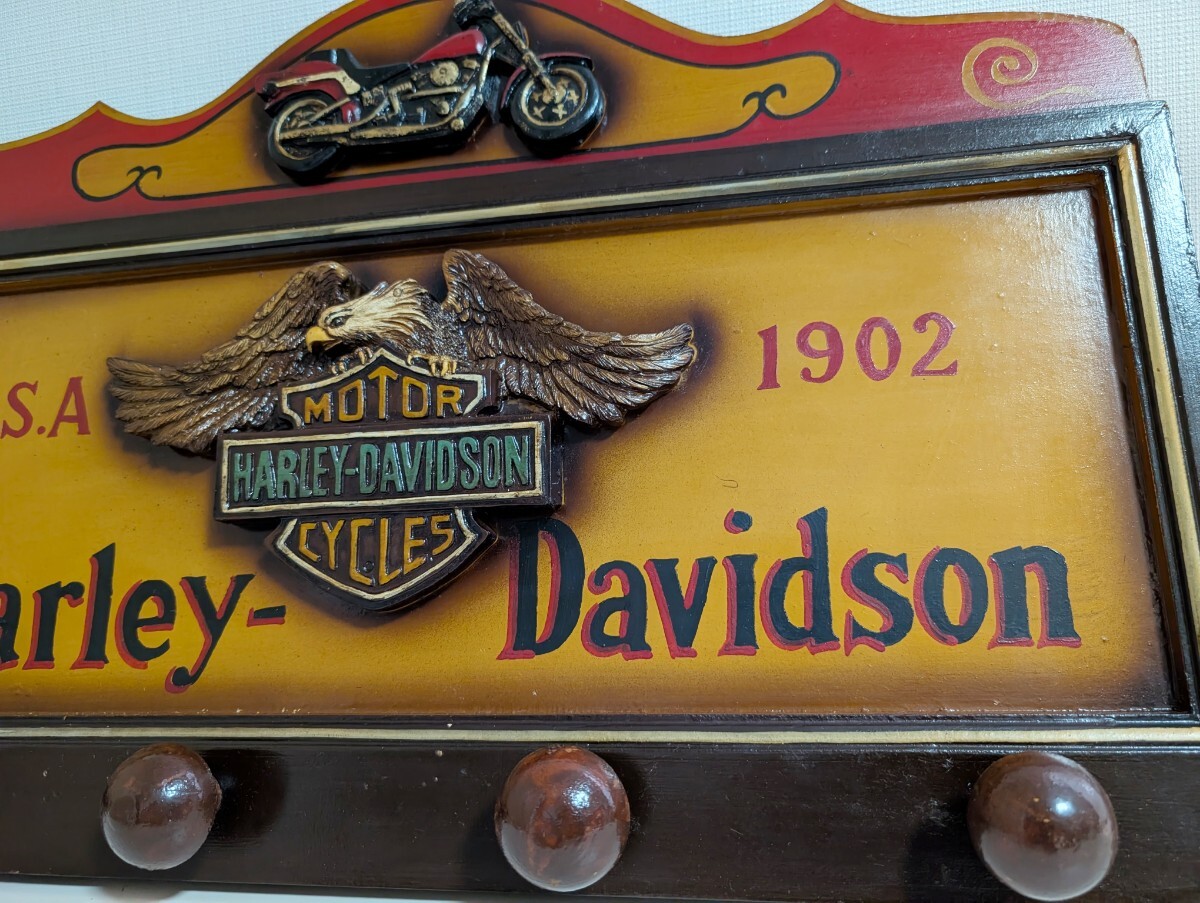 S.A
1902
MOTOR
HARLEY-DAVIDSON
CYCLES
arley-Davidson